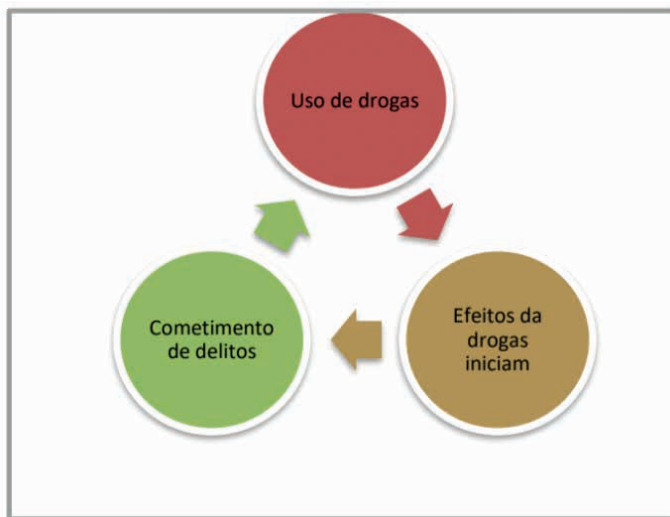 Uso de drogas
Efeitos da
drogas
iniciam
Cometimento
de delitos